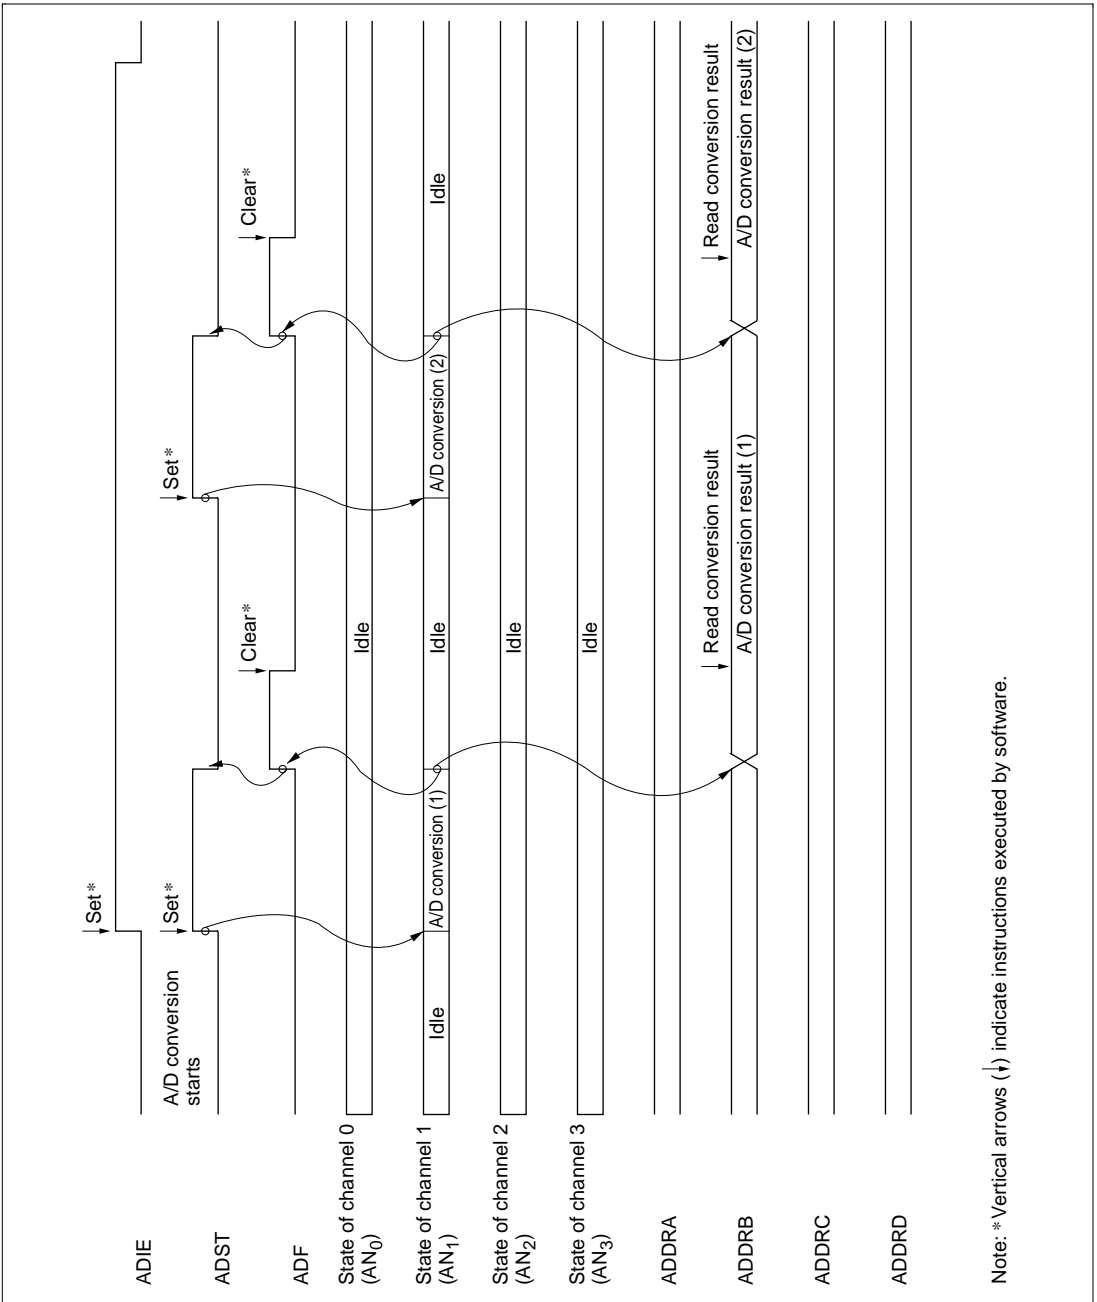 ADIE
Set*
ADST
A/D conversion
starts
Set*
Set*
ADF
Clear*
Clear*
State of channel 0
(AN0)
Idle
State of channel 1
(AN1)
Idle
A/D conversion (1)
Idle
A/D conversion (2)
Idle
State of channel 2
(AN2)
Idle
State of channel 3
(AN3)
Idle
ADDRA
ADDRB
Read conversion result
A/D conversion result (1)
Read conversion result
A/D conversion result (2)
ADDRC
ADDRD
Note: * Vertical arrows (↓) indicate instructions executed by software.